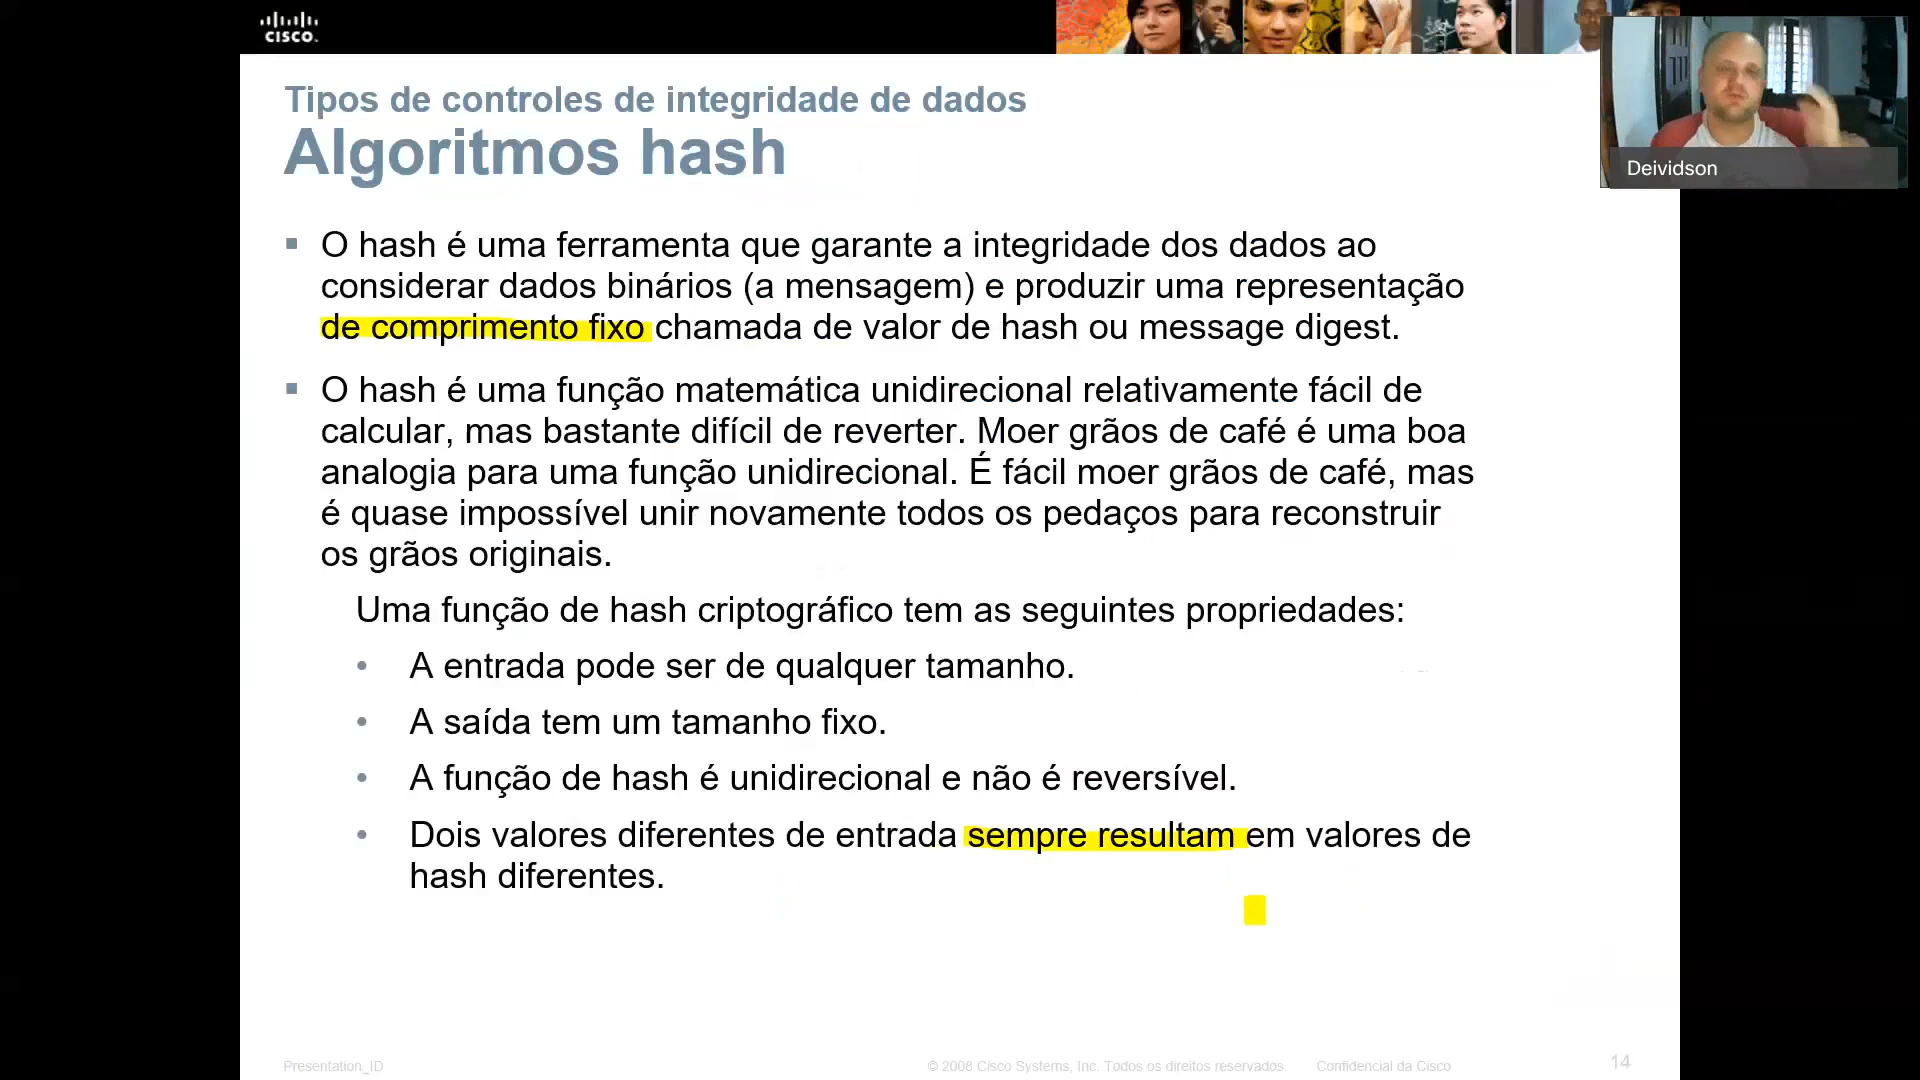 CISCO.
Deividson
Tipos de controles de integridade de dados
Algoritmos hash
▪ O hash é uma ferramenta que garante a integridade dos dados ao
considerar dados binários (a mensagem) e produzir uma representação
de comprimento fixo chamada de valor de hash ou message digest.
▪ O hash é uma função matemática unidirecional relativamente fácil de
calcular, mas bastante difícil de reverter. Moer grãos de café é uma boa
analogia para uma função unidirecional. É fácil moer grãos de café, mas
é quase impossível unir novamente todos os pedaços para reconstruir
os grãos originais.
Uma função de hash criptográfico tem as seguintes propriedades:
• A entrada pode ser de qualquer tamanho.
• A saída tem um tamanho fixo.
• A função de hash é unidirecional e não é reversível.
• Dois valores diferentes de entrada sempre resultam em valores de
hash diferentes.
Presentation_ID © 2008 Cisco Systems, Inc. Todos os direitos reservados. Confidencial da Cisco 14